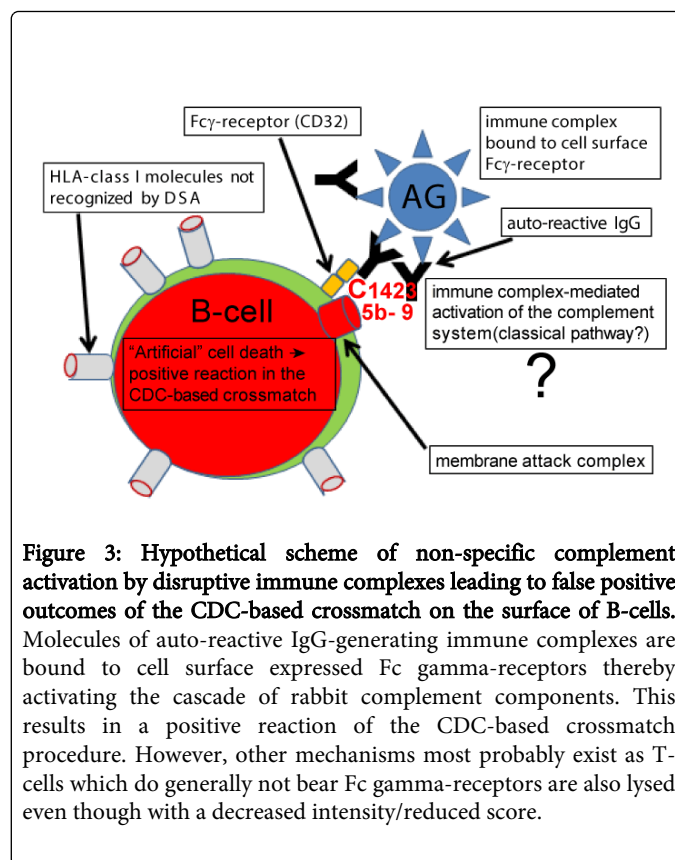 Fcγ-receptor (CD32)
immune complex
bound to cell surface
Fcγ-receptor
HLA-class I molecules not
recognized by DSA
AG
auto-reactive IgG
C1423
5b- 9
immune complex-mediated
activation of the complement
system(classical pathway?)
?
B-cell
"Artificial" cell death ➔
positive reaction in the
CDC-based crossmatch
membrane attack complex
Figure 3: Hypothetical scheme of non-specific complement
activation by disruptive immune complexes leading to false positive
outcomes of the CDC-based crossmatch on the surface of B-cells.
Molecules of auto-reactive IgG-generating immune complexes are
bound to cell surface expressed Fc gamma-receptors thereby
activating the cascade of rabbit complement components. This
results in a positive reaction of the CDC-based crossmatch
procedure. However, other mechanisms most probably exist as T-
cells which do generally not bear Fc gamma-receptors are also lysed
even though with a decreased intensity/reduced score.